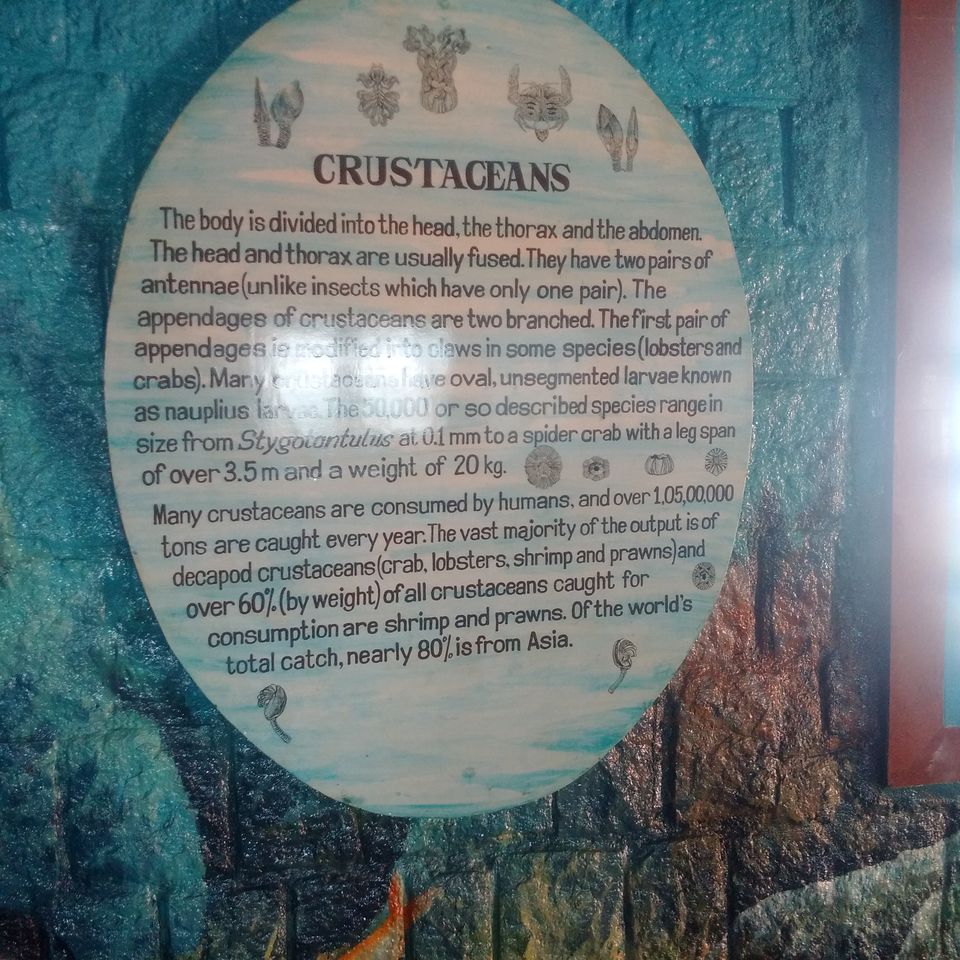 CRUSTACEANS
The body is divided into the head, the thorax and the abdomen.
The head and thorax are usually fused. They have two pairs of
antennae (unlike insects which have only one pair). The
appendages of crustaceans are two branched. The first pair of
appendages is modified into claws in some species (lobsters and
crabs). Many crustaceans have oval, unsegmented larvae known
as nauplius larvae. The 50,000 or so described species range in
size from Stygotantulus at 0.1 mm to a spider crab with a leg span
of over 3.5 m and a weight of 20 kg.
Many crustaceans are consumed by humans, and over 1,05,00,000
tons are caught every year. The vast majority of the output is of
decapod crustaceans (crab, lobsters, shrimp and prawns) and
over 60% (by weight) of all crustaceans caught for
consumption are shrimp and prawns. Of the world's
total catch, nearly 80% is from Asia.